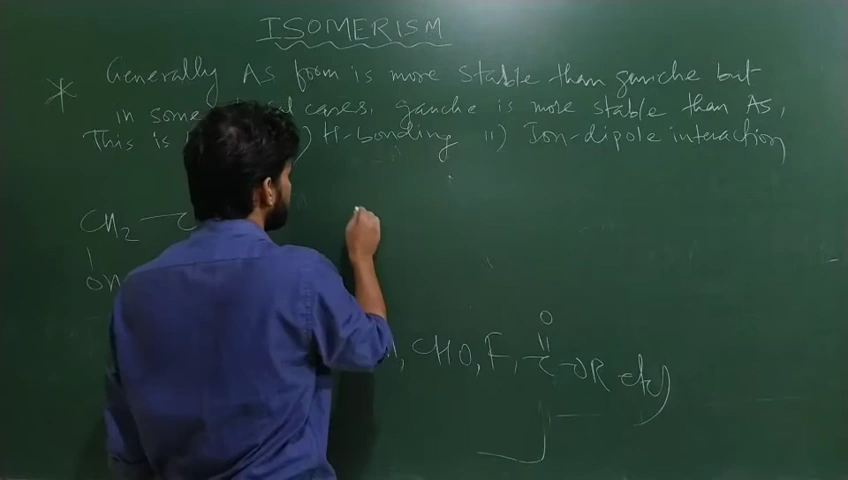 ISOMERISM
* Generally As form is more stable than gauche but
in some cases, gauche is more stable than As,
This is ) H-bonding ii) Ion-dipole interaction
CH2 — C
|
OH
O
||
, CHO, F, -C-OR etc}